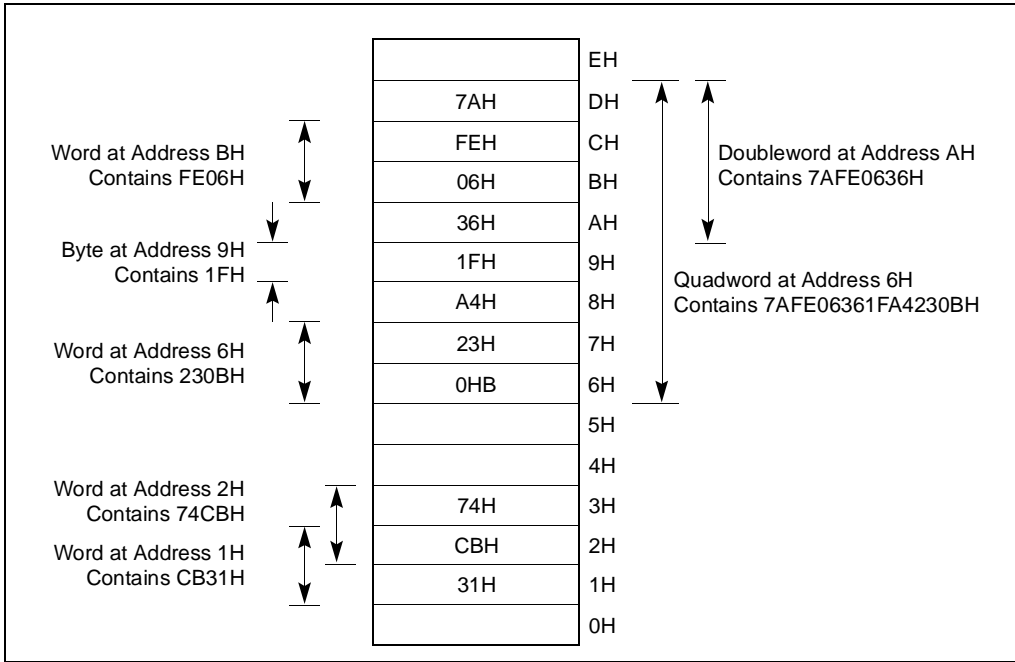 EH
7AH DH
FEH CH
06H BH
36H AH
1FH 9H
A4H 8H
23H 7H
0HB 6H
5H
4H
74H 3H
CBH 2H
31H 1H
0H
Word at Address BH
Contains FE06H
Byte at Address 9H
Contains 1FH
Word at Address 6H
Contains 230BH
Word at Address 2H
Contains 74CBH
Word at Address 1H
Contains CB31H
Doubleword at Address AH
Contains 7AFE0636H
Quadword at Address 6H
Contains 7AFE06361FA4230BH